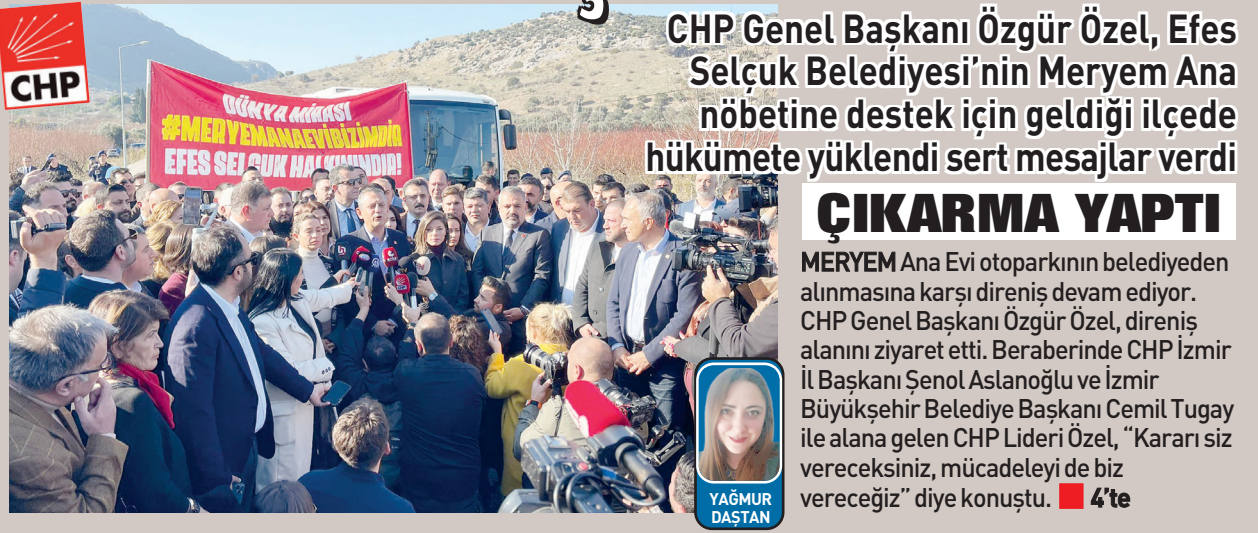 CHP
DÜNYA MİRASI
#MERYEMANAEVİBİZİMDİR
EFES SELÇUK HALKININDIR!
CHP Genel Başkanı Özgür Özel, Efes
Selçuk Belediyesi’nin Meryem Ana
nöbetine destek için geldiği ilçede
hükümete yüklendi sert mesajlar verdi
ÇIKARMA YAPTI
MERYEM Ana Evi otoparkının belediyeden
alınmasına karşı direniş devam ediyor.
CHP Genel Başkanı Özgür Özel, direniş
alanını ziyaret etti. Beraberinde CHP İzmir
İl Başkanı Şenol Aslanoğlu ve İzmir
Büyükşehir Belediye Başkanı Cemil Tugay
ile alana gelen CHP Lideri Özel, “Kararı siz
vereceksiniz, mücadeleyi de biz
vereceğiz” diye konuştu. 4’te
YAĞMUR
DAŞTAN